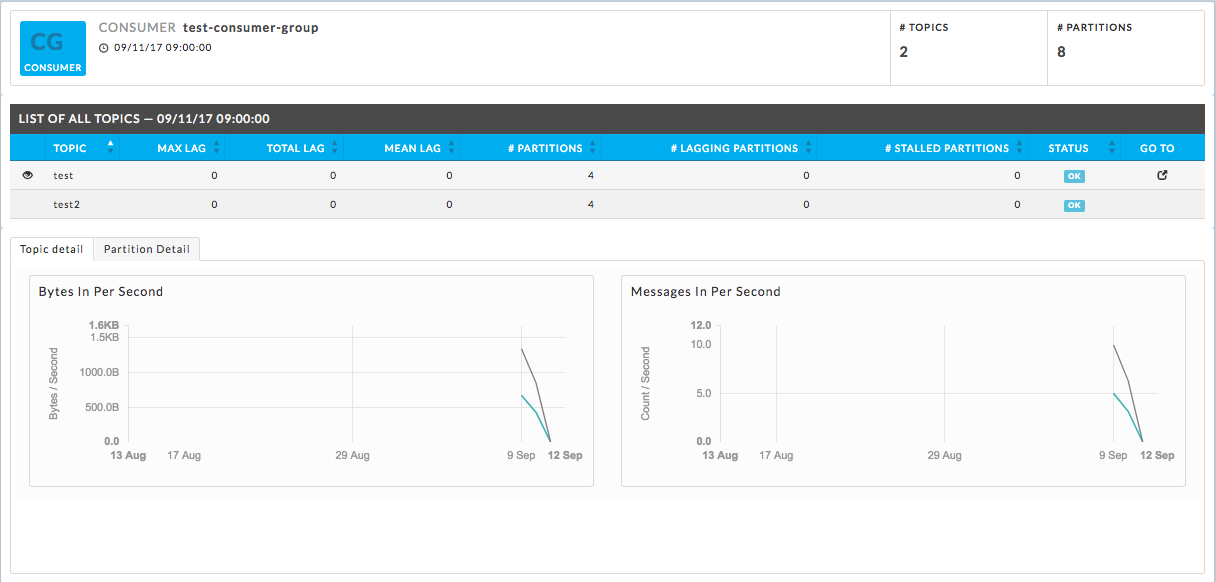 CG
CONSUMER
CONSUMER test-consumer-group
09/11/17 09:00:00
# TOPICS
2
# PARTITIONS
8
LIST OF ALL TOPICS — 09/11/17 09:00:00
TOPIC MAX LAG TOTAL LAG MEAN LAG # PARTITIONS # LAGGING PARTITIONS # STALLED PARTITIONS STATUS GO TO
test 0 0 0 4 0 0 OK
test2 0 0 0 4 0 0 OK
Topic detail Partition Detail
Bytes In Per Second
Bytes / Second
1.6KB
1.5KB
1000.0B
500.0B
0.0
13 Aug 17 Aug 29 Aug 9 Sep 12 Sep
Messages In Per Second
Count / Second
12.0
10.0
5.0
0.0
13 Aug 17 Aug 29 Aug 9 Sep 12 Sep